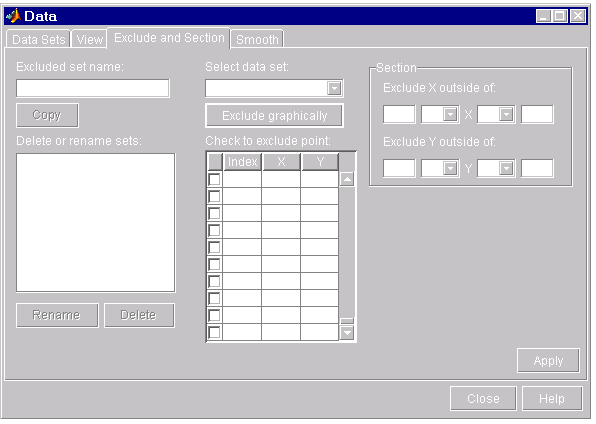 Data
Data Sets View Exclude and Section Smooth
Excluded set name:
Copy
Delete or rename sets:
Rename Delete
Select data set:
Exclude graphically
Check to exclude point:
Index X Y
Section
Exclude X outside of:
X
Exclude Y outside of:
Y
Apply
Close Help